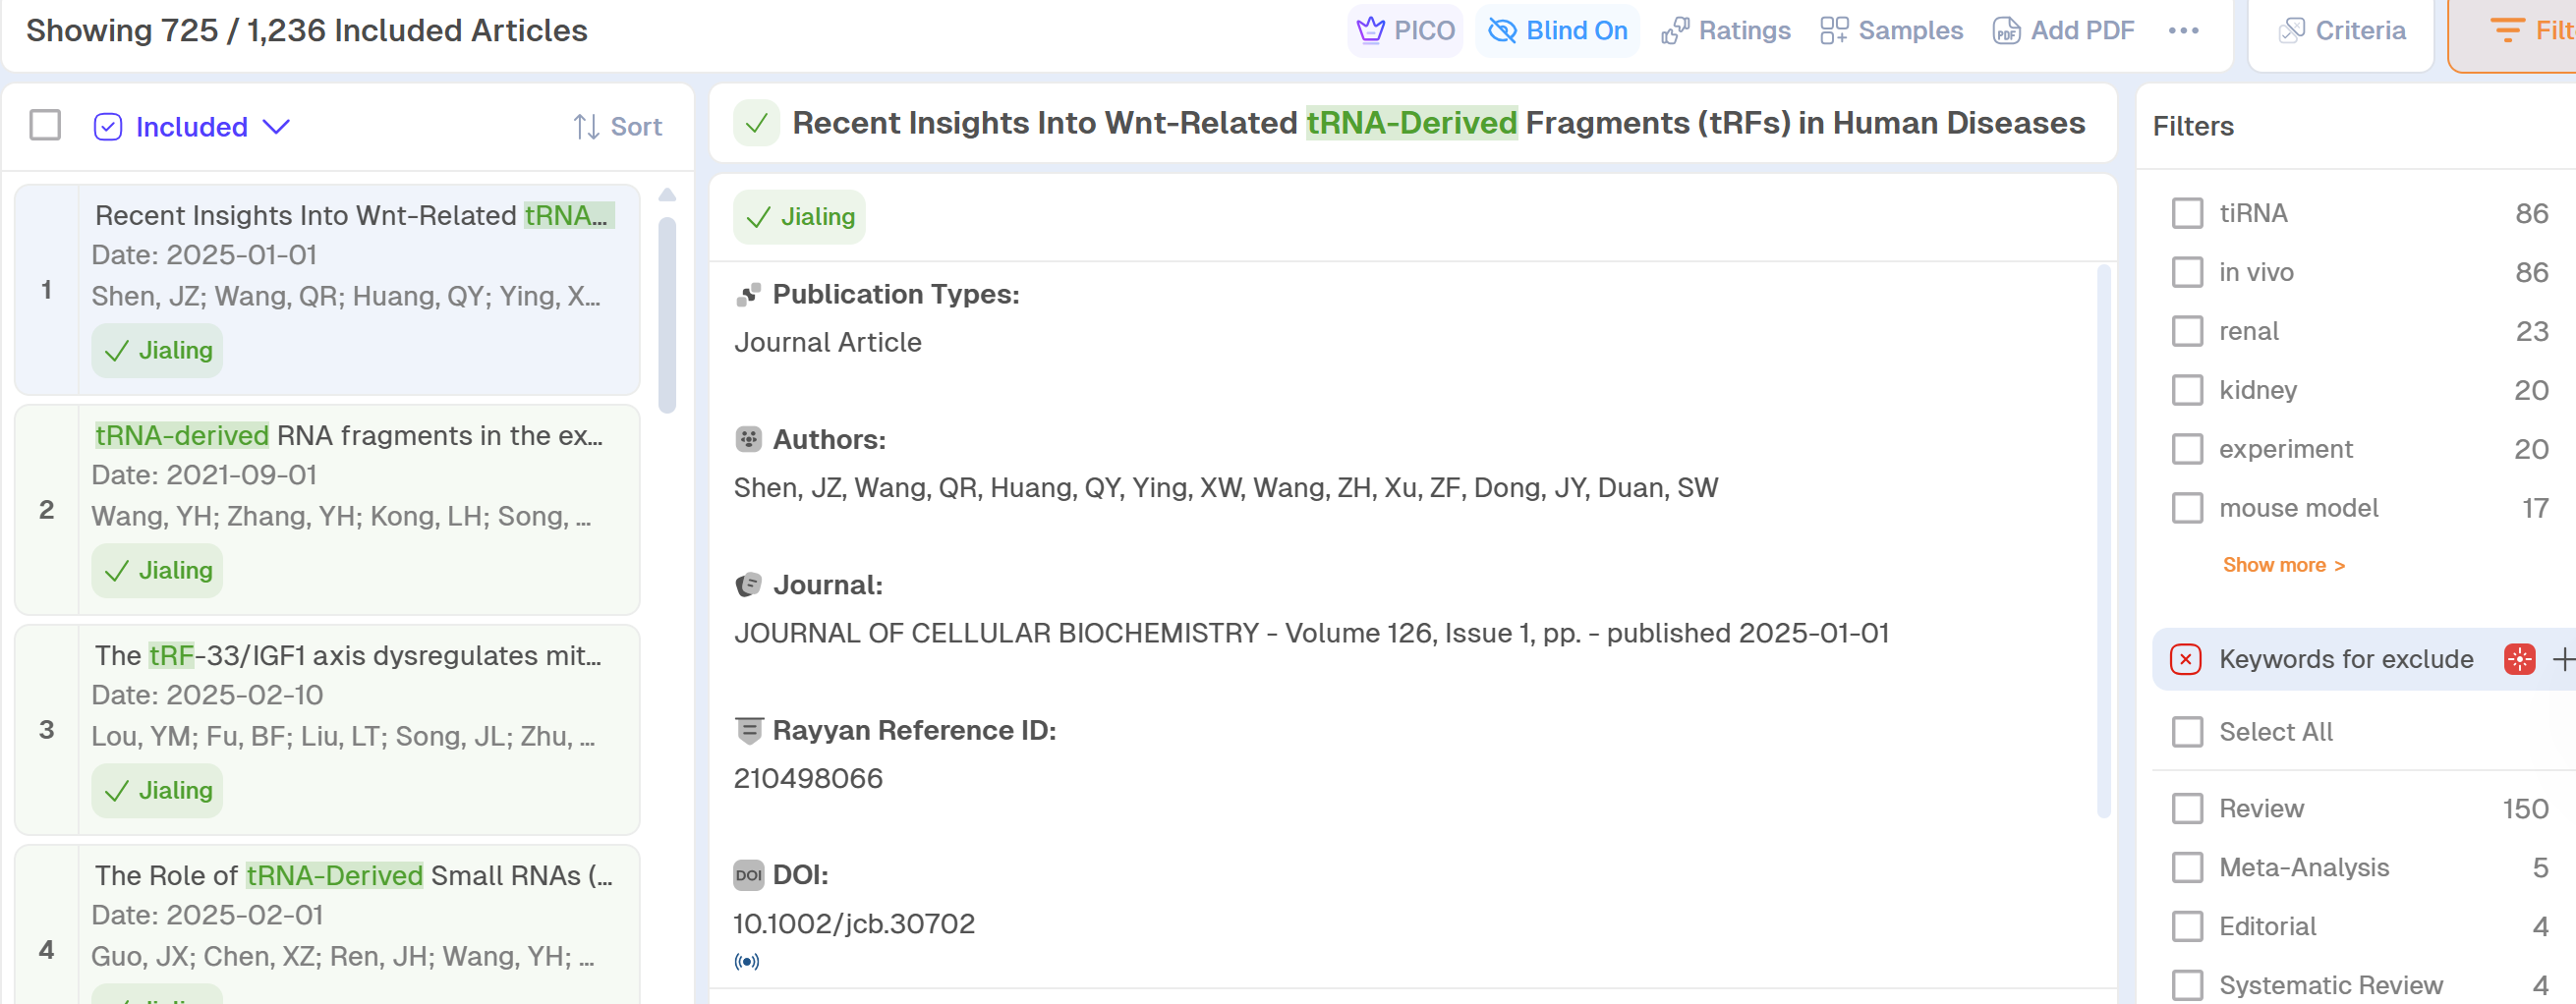 Showing 725 / 1,236 Included Articles
PICO
Blind On
Ratings
Samples
Add PDF
Criteria
Included
Sort
1
Recent Insights Into Wnt-Related tRNA...
Date: 2025-01-01
Shen, JZ; Wang, QR; Huang, QY; Ying, X...
Jialing
2
tRNA-derived RNA fragments in the ex...
Date: 2021-09-01
Wang, YH; Zhang, YH; Kong, LH; Song, ...
Jialing
3
The tRF-33/IGF1 axis dysregulates mit...
Date: 2025-02-10
Lou, YM; Fu, BF; Liu, LT; Song, JL; Zhu, ...
Jialing
4
The Role of tRNA-Derived Small RNAs (...
Date: 2025-02-01
Guo, JX; Chen, XZ; Ren, JH; Wang, YH; ...
Recent Insights Into Wnt-Related tRNA-Derived Fragments (tRFs) in Human Diseases
Jialing
Publication Types:
Journal Article
Authors:
Shen, JZ, Wang, QR, Huang, QY, Ying, XW, Wang, ZH, Xu, ZF, Dong, JY, Duan, SW
Journal:
JOURNAL OF CELLULAR BIOCHEMISTRY - Volume 126, Issue 1, pp. - published 2025-01-01
Rayyan Reference ID:
210498066
DOI DOI:
10.1002/jcb.30702
Filters
tiRNA 86
in vivo 86
renal 23
kidney 20
experiment 20
mouse model 17
Show more >
Keywords for exclude
Select All
Review 150
Meta-Analysis 5
Editorial 4
Systematic Review 4